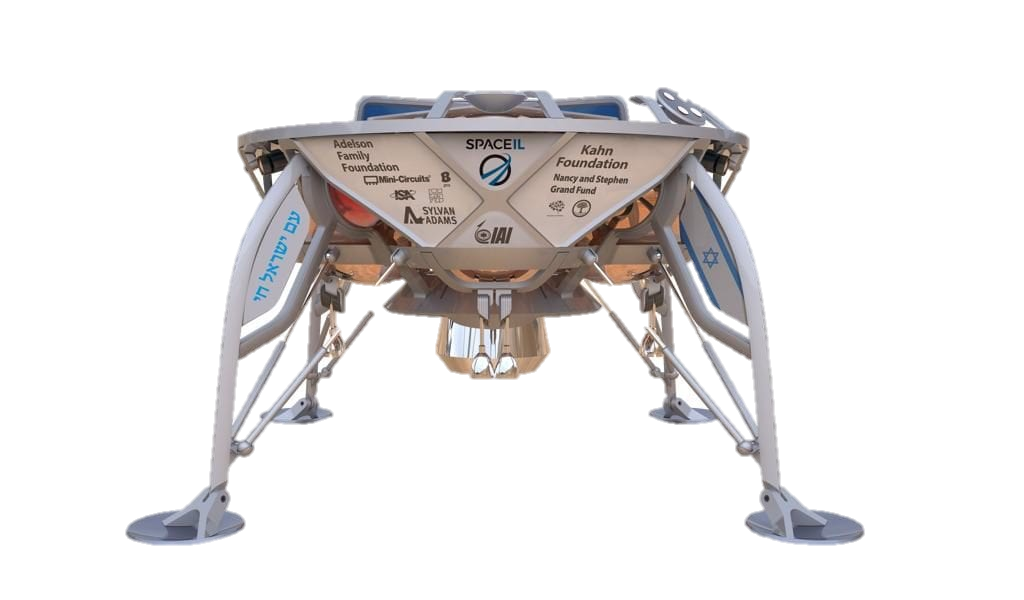 SPACEIL
Adelson
Family
Foundation
Mini-Circuits
ISA
SYLVAN
ADAMS
Kahn
Foundation
Nancy and Stephen
Grand Fund
IAI
עם ישראל חי